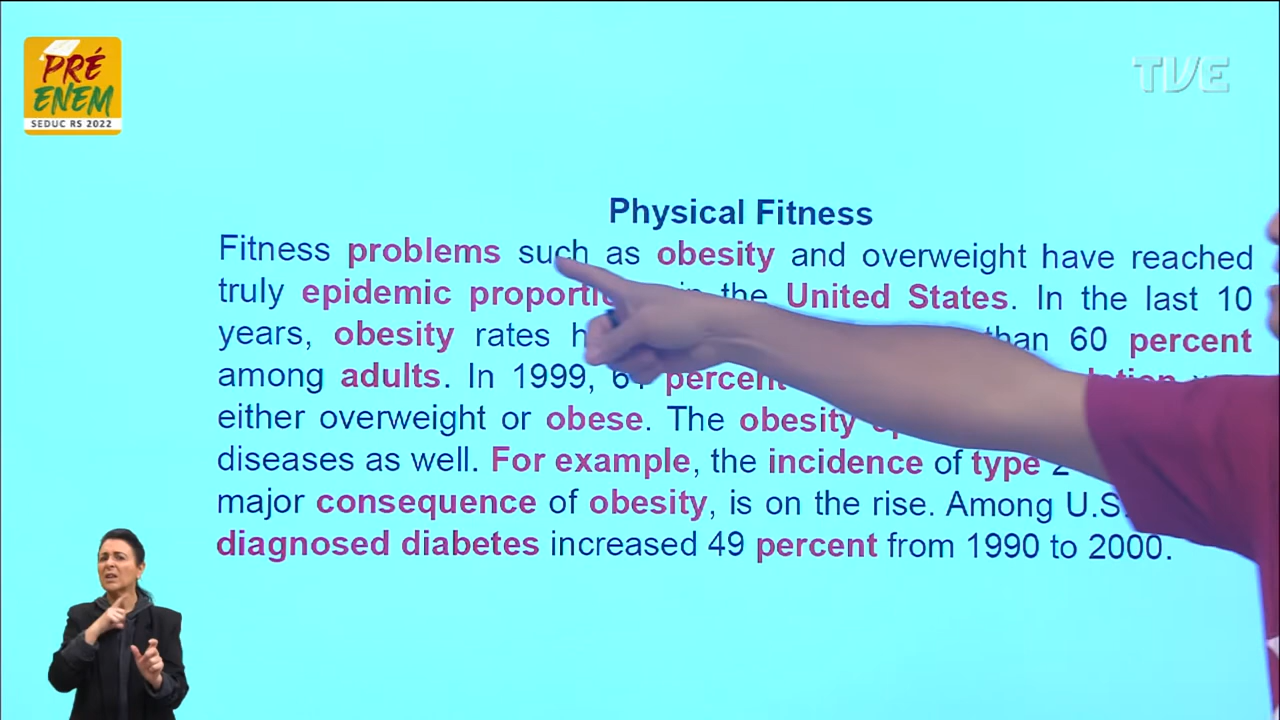 PRÉ
ENEM
SEDUC RS 2022
TVE
Physical Fitness
Fitness problems such as obesity and overweight have reached
truly epidemic in the United States. In the last 10
years, obesity rates than 60 percent
among adults. In 1999, percent
either overweight or obese. The obesity
diseases as well. For example, the incidence of type 2
major consequence of obesity, is on the rise. Among U.S.
diagnosed diabetes increased 49 percent from 1990 to 2000.